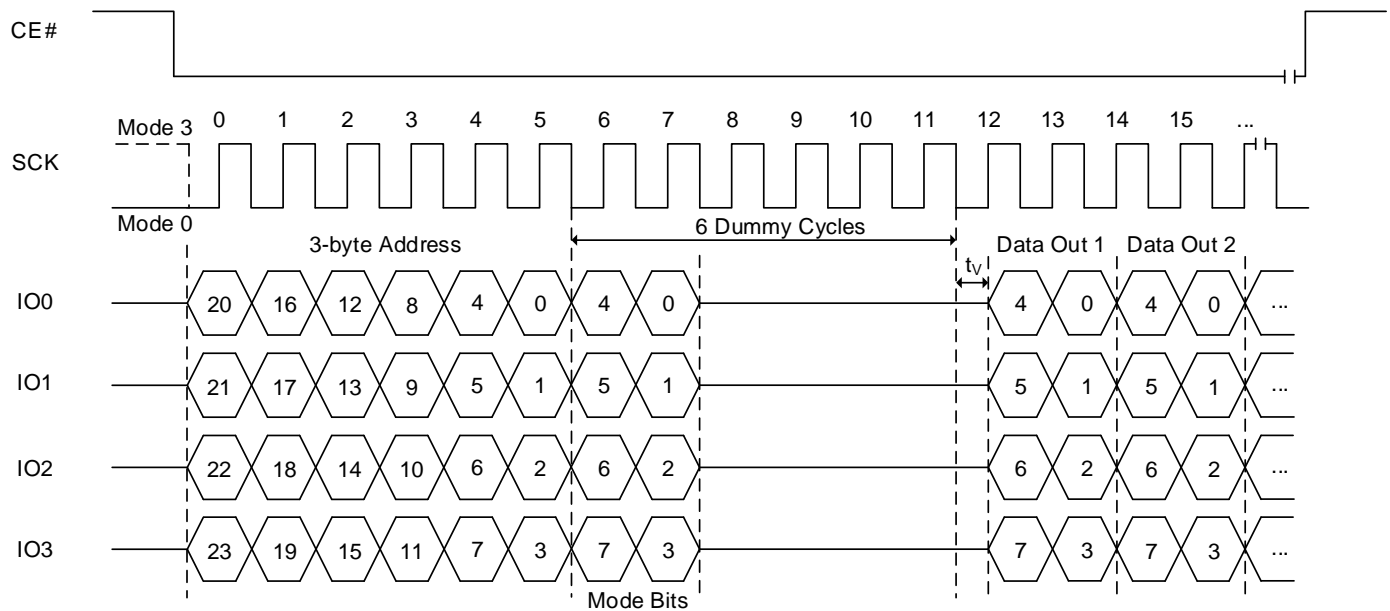 CE#
Mode 3
0 1 2 3 4 5 6 7 8 9 10 11 12 13 14 15 ...
SCK
Mode 0
3-byte Address
6 Dummy Cycles
Data Out 1
Data Out 2
tV
IO0 20 16 12 8 4 0 4 0 4 0 4 0 ...
IO1 21 17 13 9 5 1 5 1 5 1 5 1 ...
IO2 22 18 14 10 6 2 6 2 6 2 6 2 ...
IO3 23 19 15 11 7 3 7 3 7 3 7 3 ...
Mode Bits